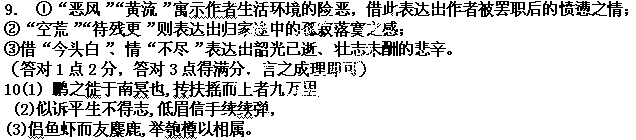 9. ①“恶风”“黄流”寓示作者生活环境的险恶，借此表达出作者被罢职后的愤懑之情；
②“空荒”“待残更”则表达出归家途中的孤寂落寞之感；
③借“今头白”、情“不尽”表达出韶光已逝、壮志未酬的悲辛。
（答对1点2分，答对3点得满分．言之成理即可）
10(1) 鹏之徙于南冥也,抟扶摇而上者九万里
(2)似诉平生不得志,低眉信手续续弹，
(3)侣鱼虾而友麋鹿,举匏樽以相属。